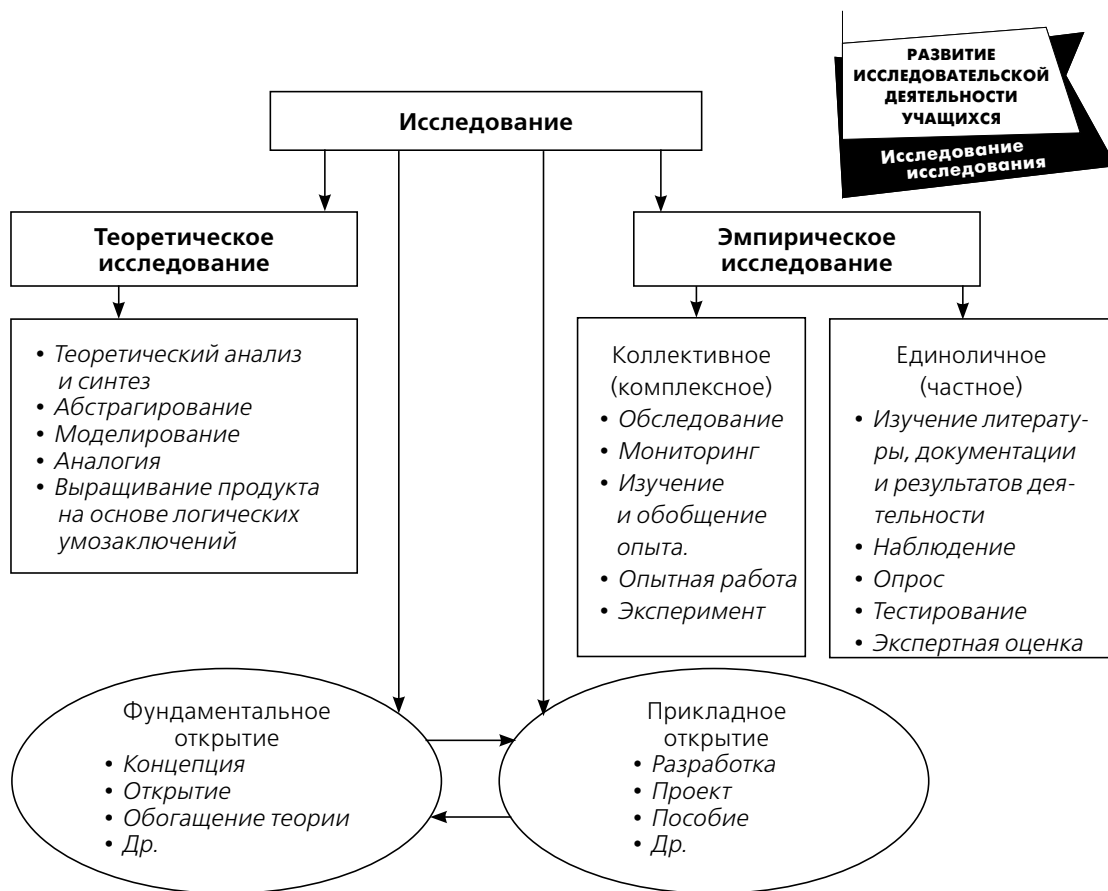 РАЗВИТИЕ
ИССЛЕДОВАТЕЛЬСКОЙ
ДЕЯТЕЛЬНОСТИ
УЧАЩИХСЯ
Исследование
исследования
Исследование
Теоретическое
исследование
Эмпирическое
исследование
• Теоретический анализ
и синтез
• Абстрагирование
• Моделирование
• Аналогия
• Выращивание продукта
на основе логических
умозаключений
Коллективное
(комплексное)
• Обследование
• Мониторинг
• Изучение
и обобщение
опыта.
• Опытная работа
• Эксперимент
Единоличное
(частное)
• Изучение литерату-
ры, документации
и результатов дея-
тельности
• Наблюдение
• Опрос
• Тестирование
• Экспертная оценка
Фундаментальное
открытие
• Концепция
• Открытие
• Обогащение теории
• Др.
Прикладное
открытие
• Разработка
• Проект
• Пособие
• Др.